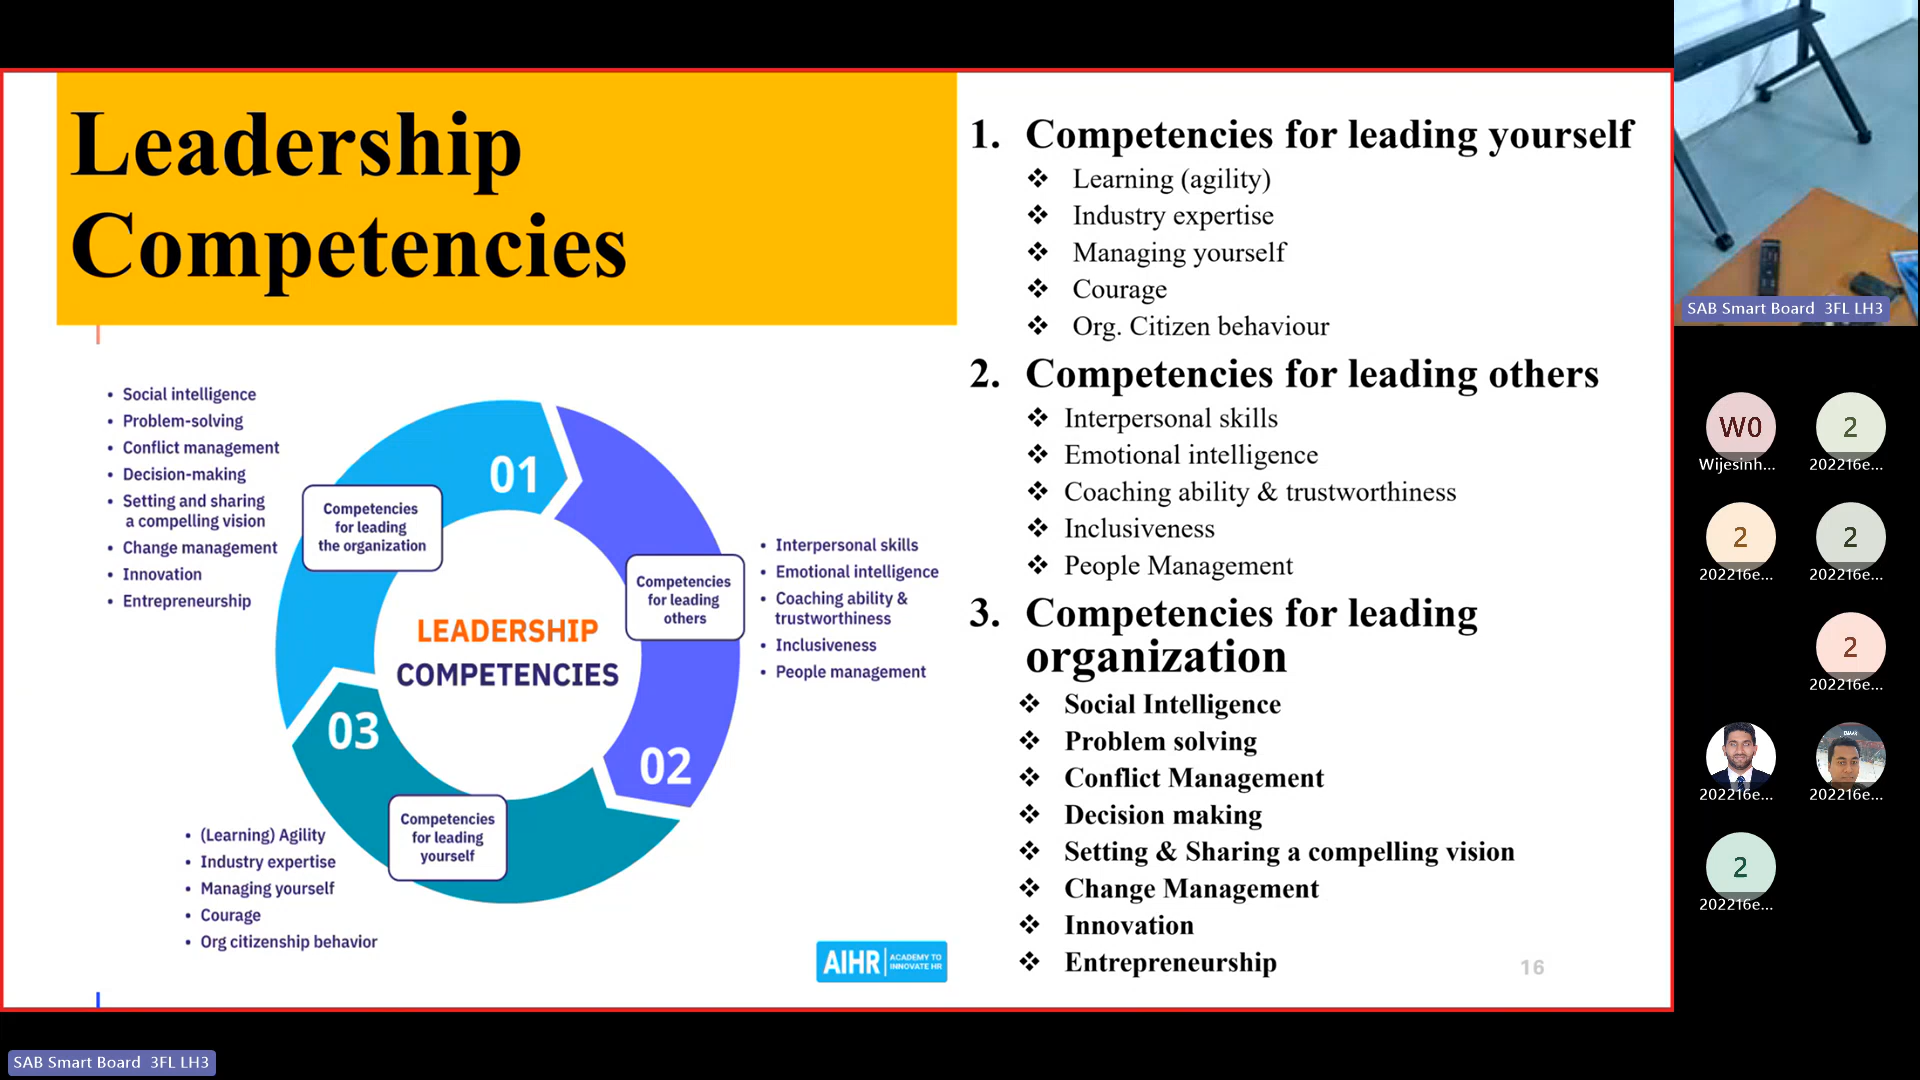 Leadership
Competencies
• Social intelligence
• Problem-solving
• Conflict management
• Decision-making
• Setting and sharing
a compelling vision
• Change management
• Innovation
• Entrepreneurship
01
Competencies
for leading
the organization
02
Competencies
for leading
others
• Interpersonal skills
• Emotional intelligence
• Coaching ability &
trustworthiness
• Inclusiveness
• People management
LEADERSHIP
COMPETENCIES
03
Competencies
for leading
yourself
• (Learning) Agility
• Industry expertise
• Managing yourself
• Courage
• Org citizenship behavior
AIHR
ACADEMY TO
INNOVATE HR
1. Competencies for leading yourself
❖ Learning (agility)
❖ Industry expertise
❖ Managing yourself
❖ Courage
❖ Org. Citizen behaviour
2. Competencies for leading others
❖ Interpersonal skills
❖ Emotional intelligence
❖ Coaching ability & trustworthiness
❖ Inclusiveness
❖ People Management
3. Competencies for leading
organization
❖ Social Intelligence
❖ Problem solving
❖ Conflict Management
❖ Decision making
❖ Setting & Sharing a compelling vision
❖ Change Management
❖ Innovation
❖ Entrepreneurship
16
SAB Smart Board 3FL LH3
W0
Wijesinh...
2
202216e...
2
202216e...
2
202216e...
2
202216e...
202216e...
202216e...
2
202216e...
SAB Smart Board 3FL LH3